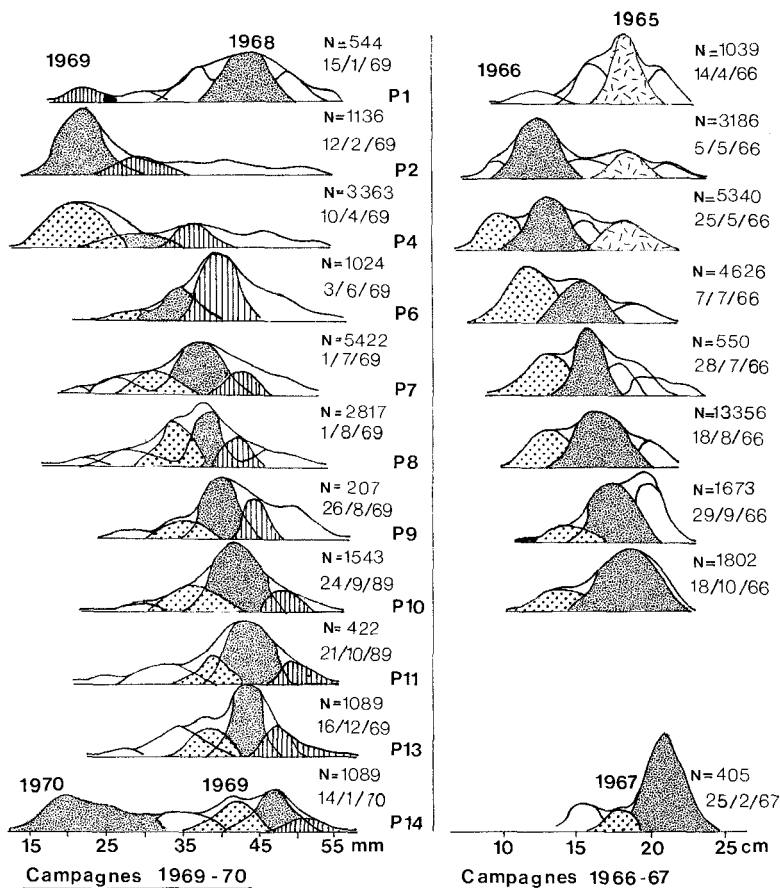 1969
1968
N=544
15/1/69
P1
N=1136
12/2/69
P2
N=3363
10/4/69
P4
N=1024
3/6/69
P6
N=5422
1/7/69
P7
N=2817
1/8/69
P8
N=207
26/8/69
P9
N=1543
24/9/89
P10
N=422
21/10/89
P11
N=1089
16/12/69
P13
1970
1969
N=1089
14/1/70
P14
15 25 35 45 55 mm
Campagnes 1969-70
1965
1966
N=1039
14/4/66
N=3186
5/5/66
N=5340
25/5/66
N=4626
7/7/66
N=550
28/7/66
N=13356
18/8/66
N=1673
29/9/66
N=1802
18/10/66
1967
N=405
25/2/67
10 15 20 25 cm
Campagnes 1966-67